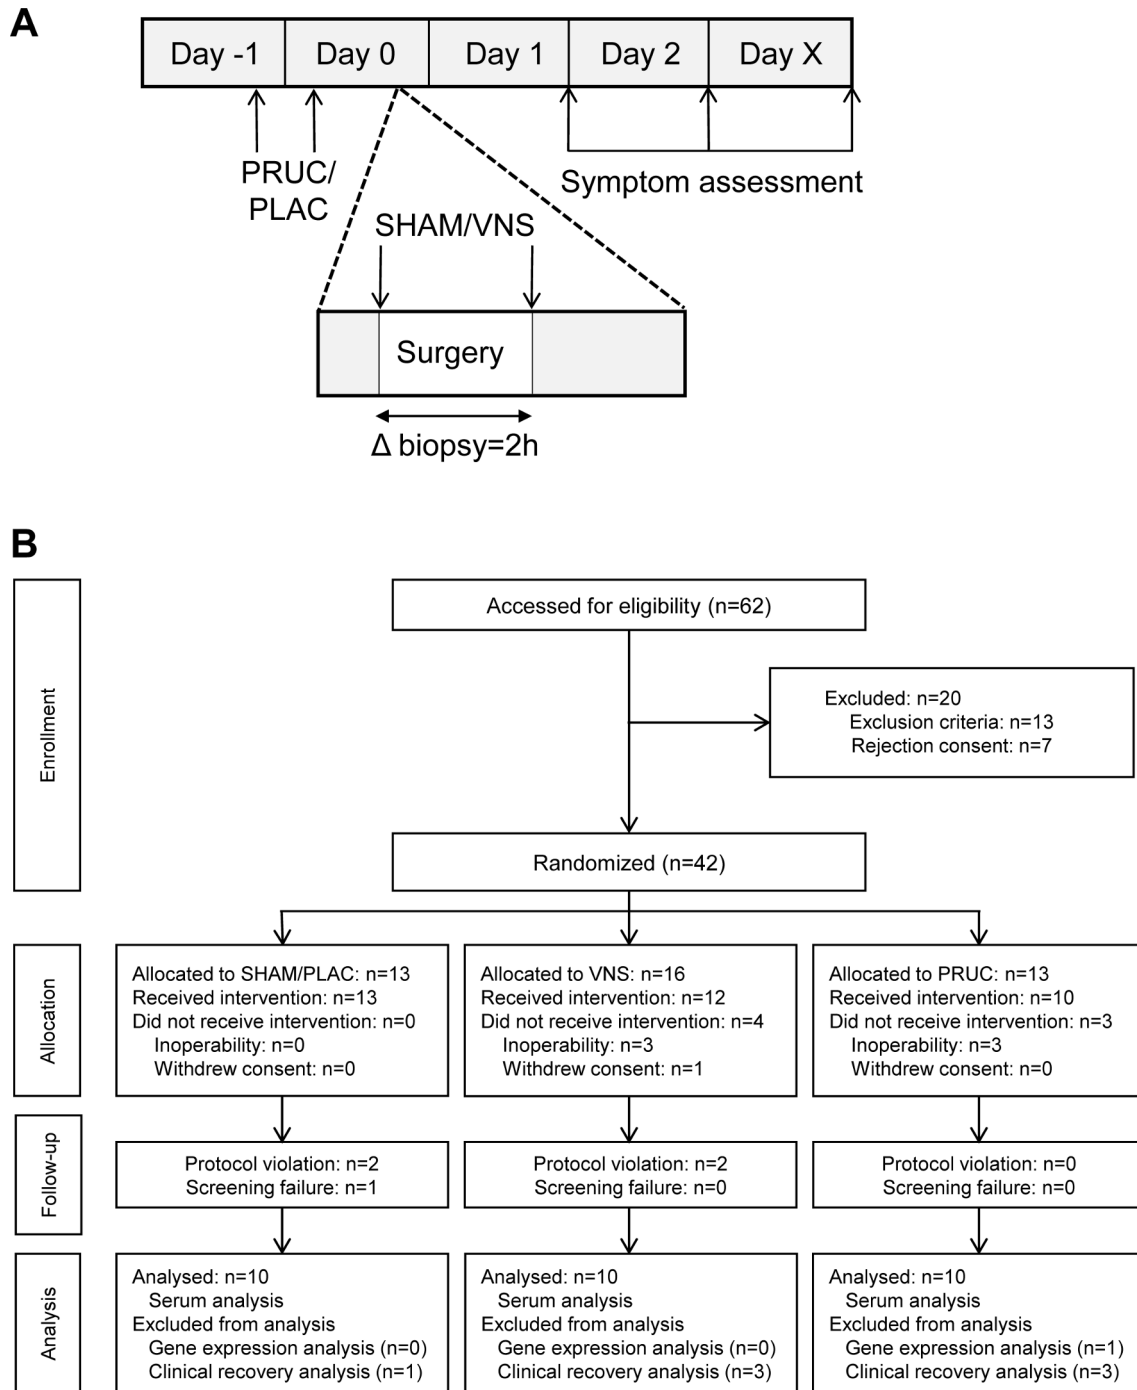 A
Day -1
Day 0
Day 1
Day 2
Day X
PRUC/
PLAC
Symptom assessment
SHAM/VNS
Surgery
Δ biopsy=2h
B
Enrollment
Accessed for eligibility (n=62)
Excluded: n=20
Exclusion criteria: n=13
Rejection consent: n=7
Randomized (n=42)
Allocation
Allocated to SHAM/PLAC: n=13
Received intervention: n=13
Did not receive intervention: n=0
Inoperability: n=0
Withdrew consent: n=0
Allocated to VNS: n=16
Received intervention: n=12
Did not receive intervention: n=4
Inoperability: n=3
Withdrew consent: n=1
Allocated to PRUC: n=13
Received intervention: n=10
Did not receive intervention: n=3
Inoperability: n=3
Withdrew consent: n=0
Follow-up
Protocol violation: n=2
Screening failure: n=1
Protocol violation: n=2
Screening failure: n=0
Protocol violation: n=0
Screening failure: n=0
Analysis
Analysed: n=10
Serum analysis
Excluded from analysis
Gene expression analysis (n=0)
Clinical recovery analysis (n=1)
Analysed: n=10
Serum analysis
Excluded from analysis
Gene expression analysis (n=0)
Clinical recovery analysis (n=3)
Analysed: n=10
Serum analysis
Excluded from analysis
Gene expression analysis (n=1)
Clinical recovery analysis (n=3)